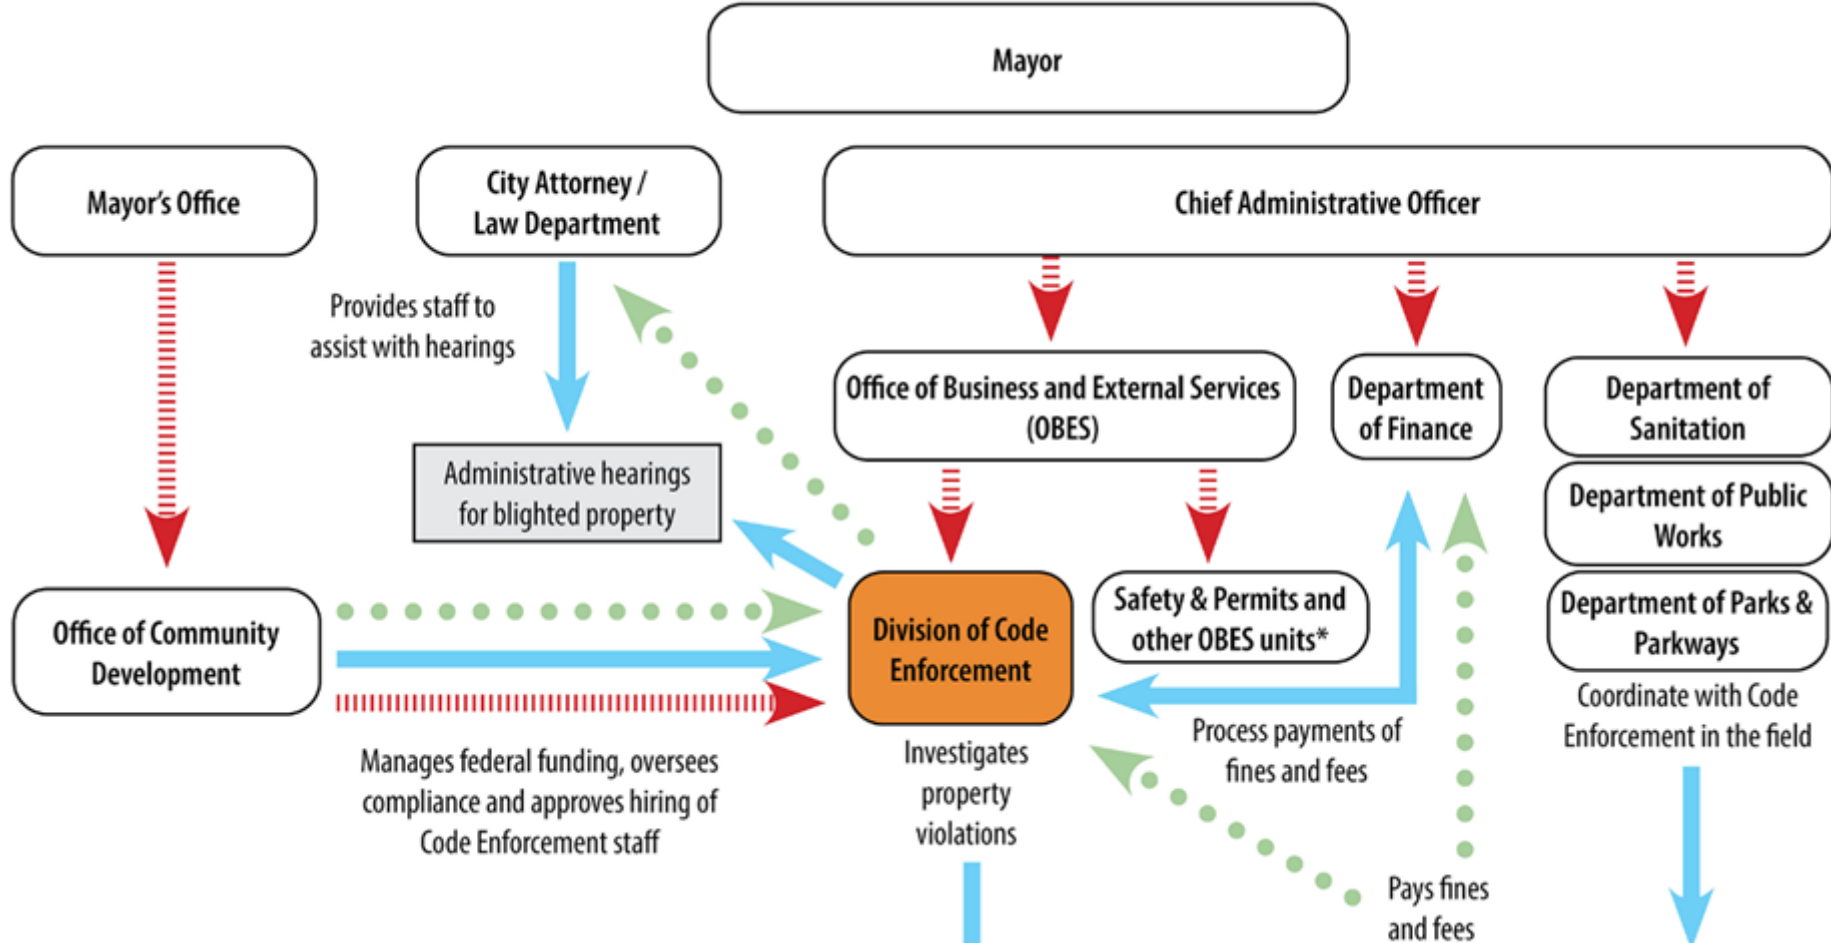 Mayor
Mayor's Office
City Attorney /
Law Department
Chief Administrative Officer
Provides staff to
assist with hearings
Office of Business and External Services
(OBES)
Department
of Finance
Department of
Sanitation
Administrative hearings
for blighted property
Department of Public
Works
Office of Community
Development
Division of Code
Enforcement
Safety & Permits and
other OBES units*
Department of Parks &
Parkways
Manages federal funding, oversees
compliance and approves hiring of
Code Enforcement staff
Investigates
property
violations
Process payments of
fines and fees
Coordinate with Code
Enforcement in the field
Pays fines
and fees